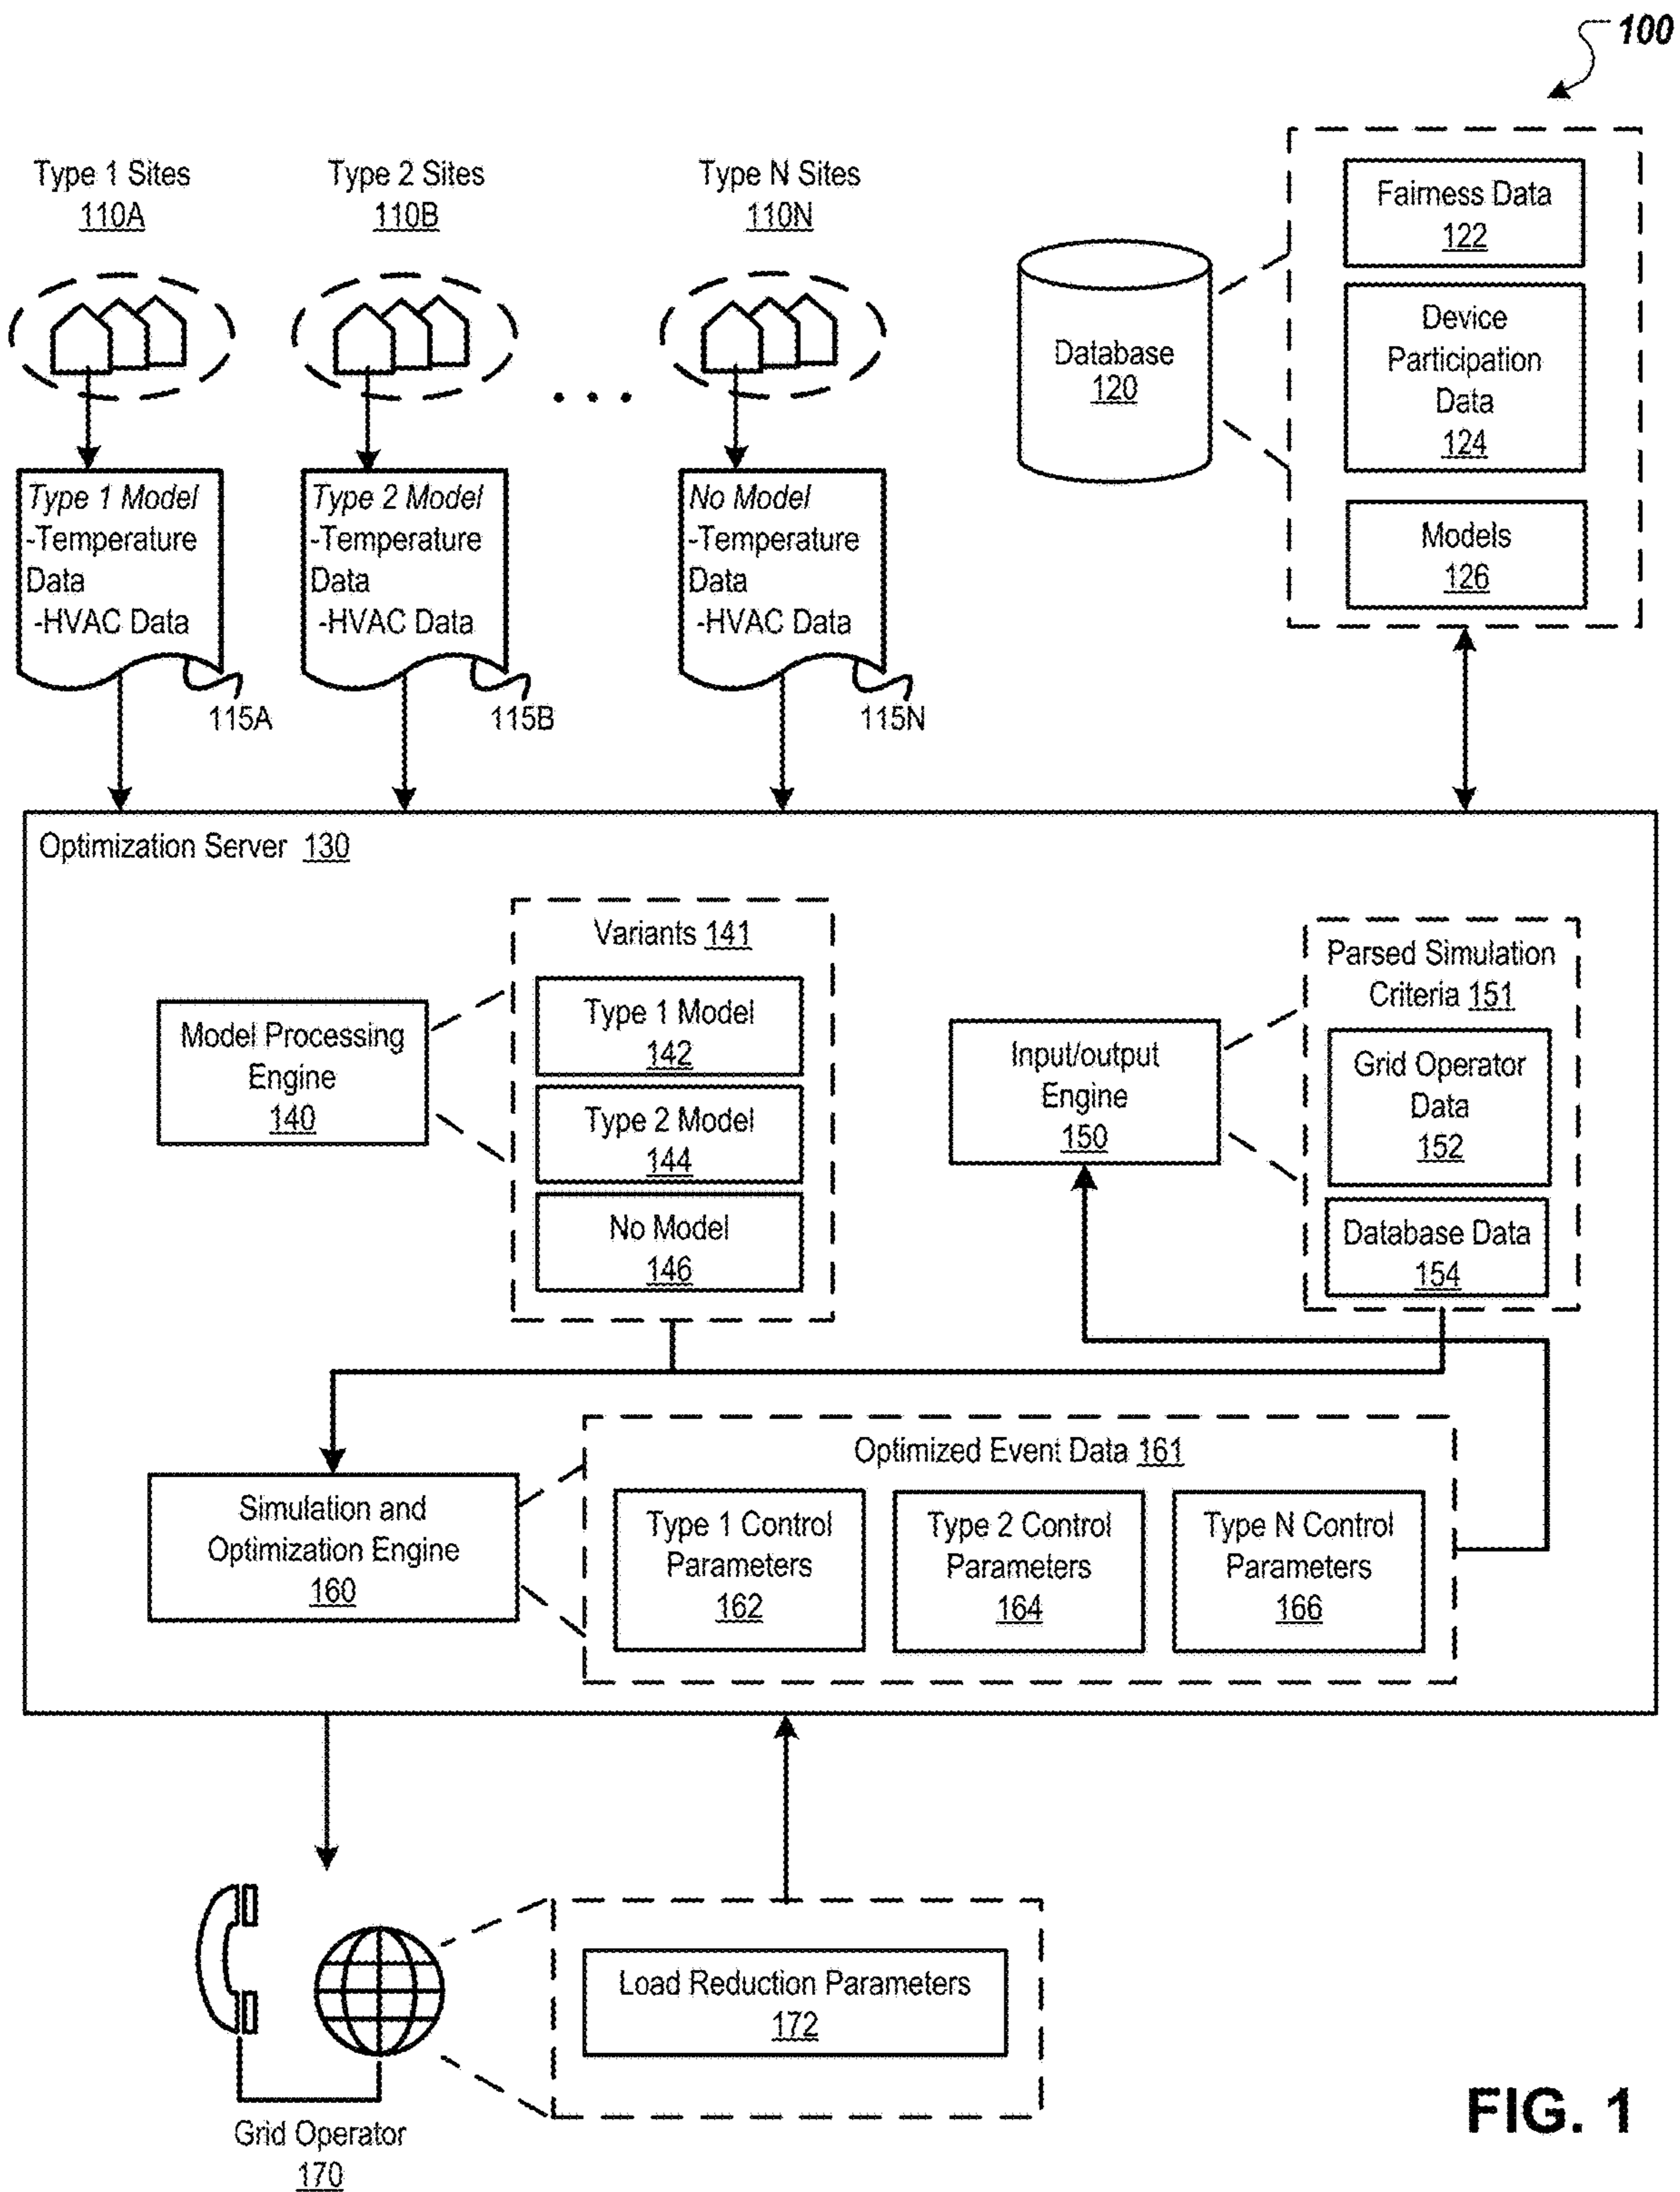 100
Type 1 Sites
110A
Type 2 Sites
110B
Type N Sites
110N
. . .
Type 1 Model
-Temperature
Data
-HVAC Data
115A
Type 2 Model
-Temperature
Data
-HVAC Data
115B
No Model
-Temperature
Data
-HVAC Data
115N
Database
120
Fairness Data
122
Device
Participation
Data
124
Models
126
Optimization Server 130
Model Processing
Engine
140
Variants 141
Type 1 Model
142
Type 2 Model
144
No Model
146
Input/output
Engine
150
Parsed Simulation
Criteria 151
Grid Operator
Data
152
Database Data
154
Simulation and
Optimization Engine
160
Optimized Event Data 161
Type 1 Control
Parameters
162
Type 2 Control
Parameters
164
Type N Control
Parameters
166
Load Reduction Parameters
172
Grid Operator
170
FIG. 1